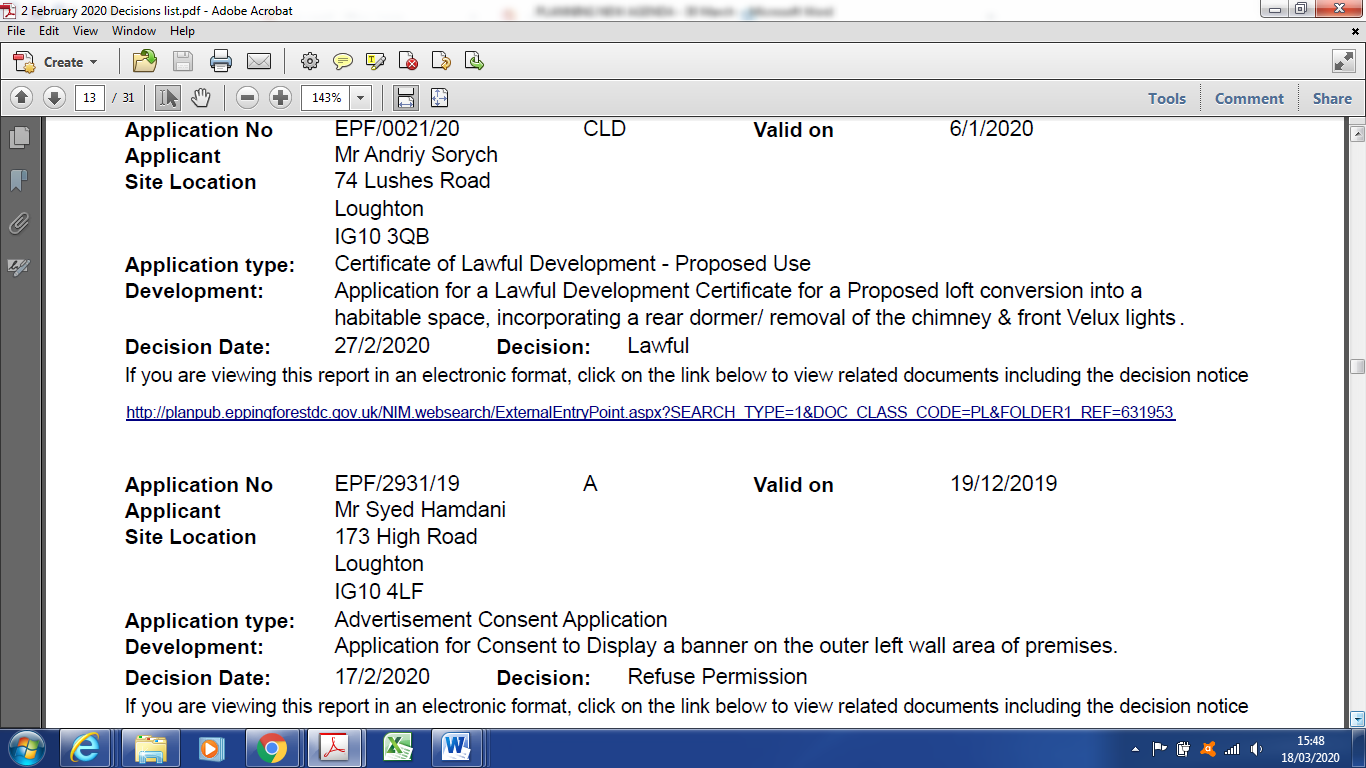 2 February 2020 Decisions list.pdf - Adobe Acrobat
PLANNING NEW AGENDA - 30 March - Microsoft Word
File Edit View Window Help
Create
13 / 31 143% Tools Comment Share
Application No EPF/0021/20 CLD Valid on 6/1/2020
Applicant Mr Andriy Sorych
Site Location 74 Lushes Road
Loughton
IG10 3QB
Application type: Certificate of Lawful Development - Proposed Use
Development: Application for a Lawful Development Certificate for a Proposed loft conversion into a
habitable space, incorporating a rear dormer/ removal of the chimney & front Velux lights.
Decision Date: 27/2/2020 Decision: Lawful
If you are viewing this report in an electronic format, click on the link below to view related documents including the decision notice
http://planpub.eppingforestdc.gov.uk/NIM.websearch/ExternalEntryPoint.aspx?SEARCH_TYPE=1&DOC_CLASS_CODE=PL&FOLDER1_REF=631953
Application No EPF/2931/19 A Valid on 19/12/2019
Applicant Mr Syed Hamdani
Site Location 173 High Road
Loughton
IG10 4LF
Application type: Advertisement Consent Application
Development: Application for Consent to Display a banner on the outer left wall area of premises.
Decision Date: 17/2/2020 Decision: Refuse Permission
If you are viewing this report in an electronic format, click on the link below to view related documents including the decision notice
15:48
18/03/2020